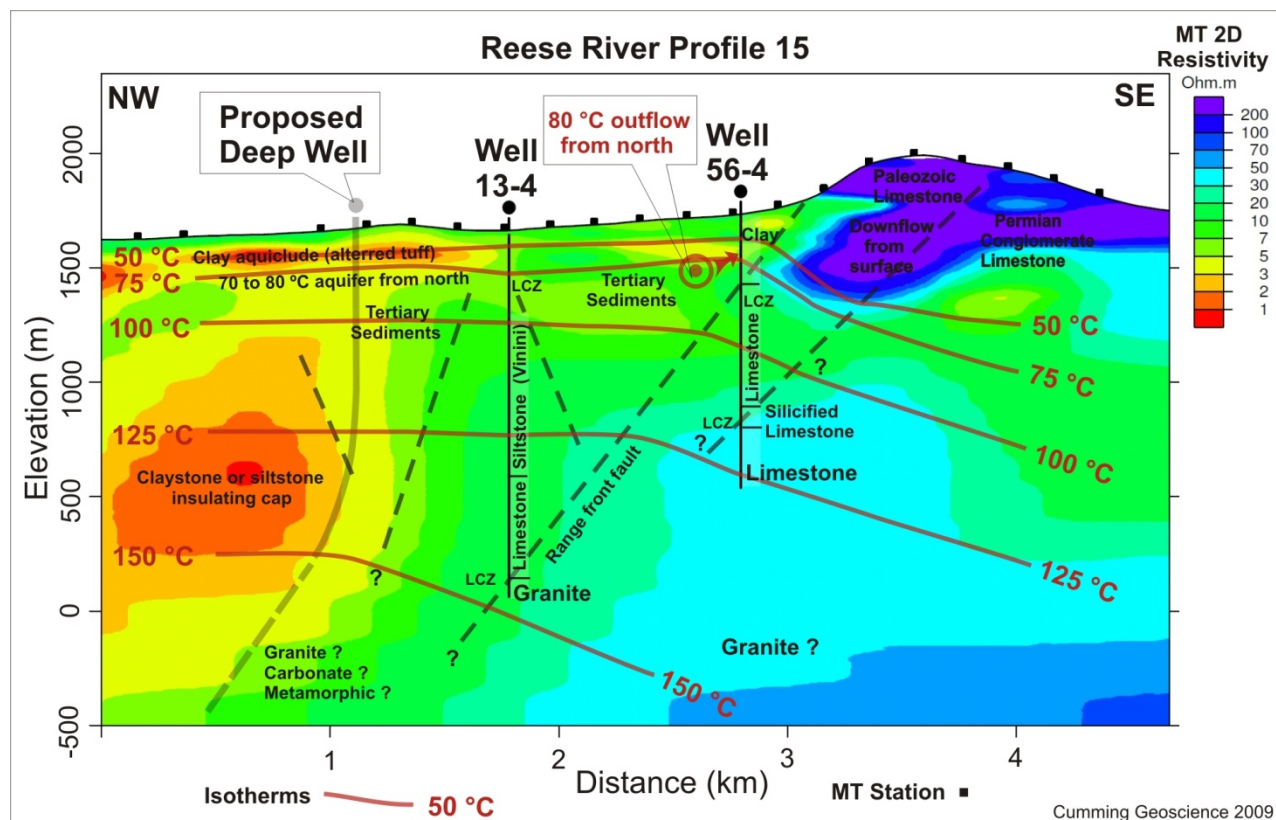 Reese River Profile 15
MT 2D
Resistivity
Ohm.m
200
100
70
50
30
20
10
7
5
3
2
1
NW
SE
Proposed
Deep Well
Well
13-4
80 °C outflow
from north
Well
56-4
Elevation (m)
2000
1500
1000
500
0
-500
50 °C
Clay aquiclude (alterred tuff)
75 °C
70 to 80 °C aquifer from north
100 °C
Tertiary
Sediments
125 °C
Claystone or siltstone
insulating cap
150 °C
?
Granite ?
Carbonate ?
Metamorphic ?
LCZ
Siltstone (Vinini)
Limestone
LCZ
Granite
?
Range front fault
Tertiary
Sediments
Clay
LCZ
Limestone
LCZ
?
Silicified
Limestone
Limestone
?
Paleozoic
Limestone
Downflow
from
surface
Permian
Conglomerate
Limestone
50 °C
75 °C
100 °C
125 °C
150 °C
Granite ?
1
2
3
4
Distance (km)
Isotherms
50 °C
MT Station
Cumming Geoscience 2009